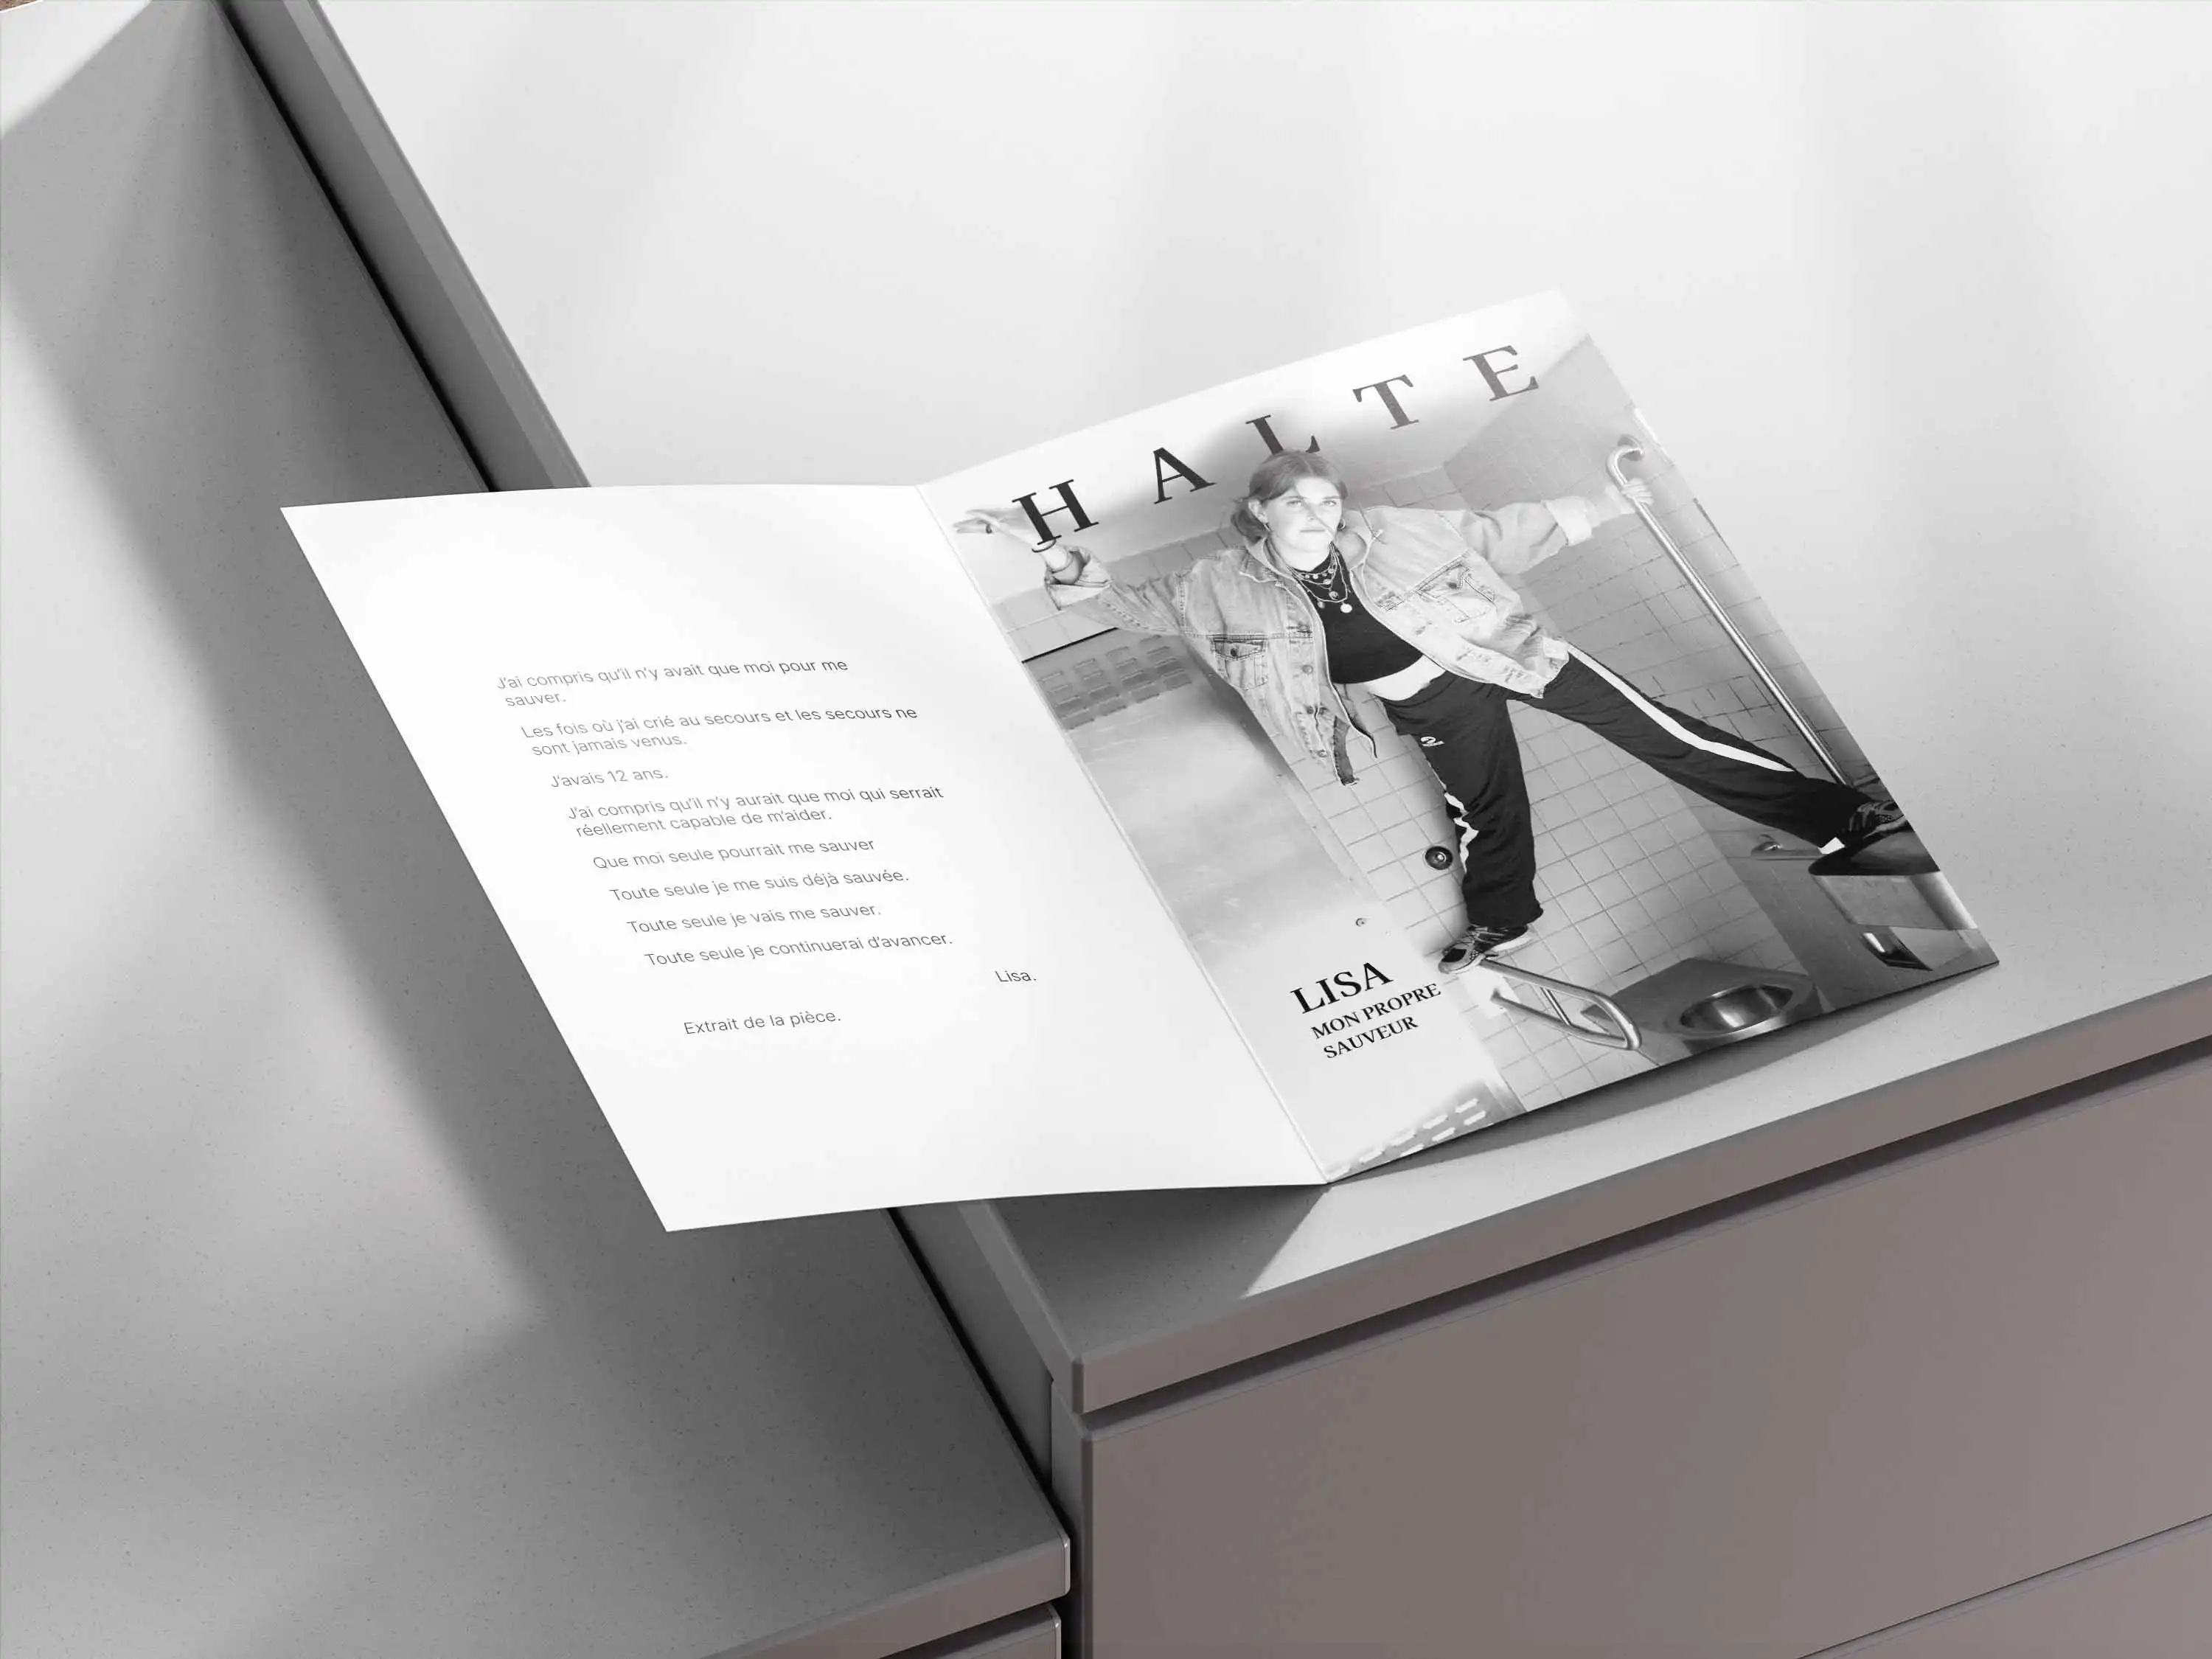 J'ai compris qu'il n'y avait que moi pour me
sauver.
Les fois où j'ai crié au secours et les secours ne
sont jamais venus.
J'avais 12 ans.
J'ai compris qu'il n'y aurait que moi qui serrait
réellement capable de m'aider.
Que moi seule pourrait me sauver
Toute seule je me suis déjà sauvée.
Toute seule je vais me sauver.
Toute seule je continuerai d'avancer.
Lisa.
Extrait de la pièce.
HALTE
LISA
MON PROPRE
SAUVEUR